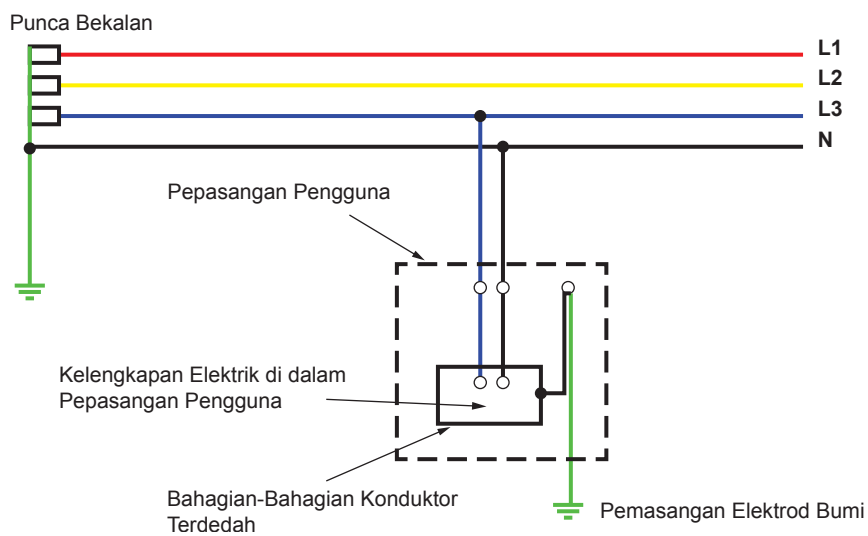 Punca Bekalan
L1
L2
L3
N
Pepasangan Pengguna
Kelengkapan Elektrik di dalam
Pepasangan Pengguna
Bahagian-Bahagian Konduktor
Terdedah
Pemasangan Elektrod Bumi